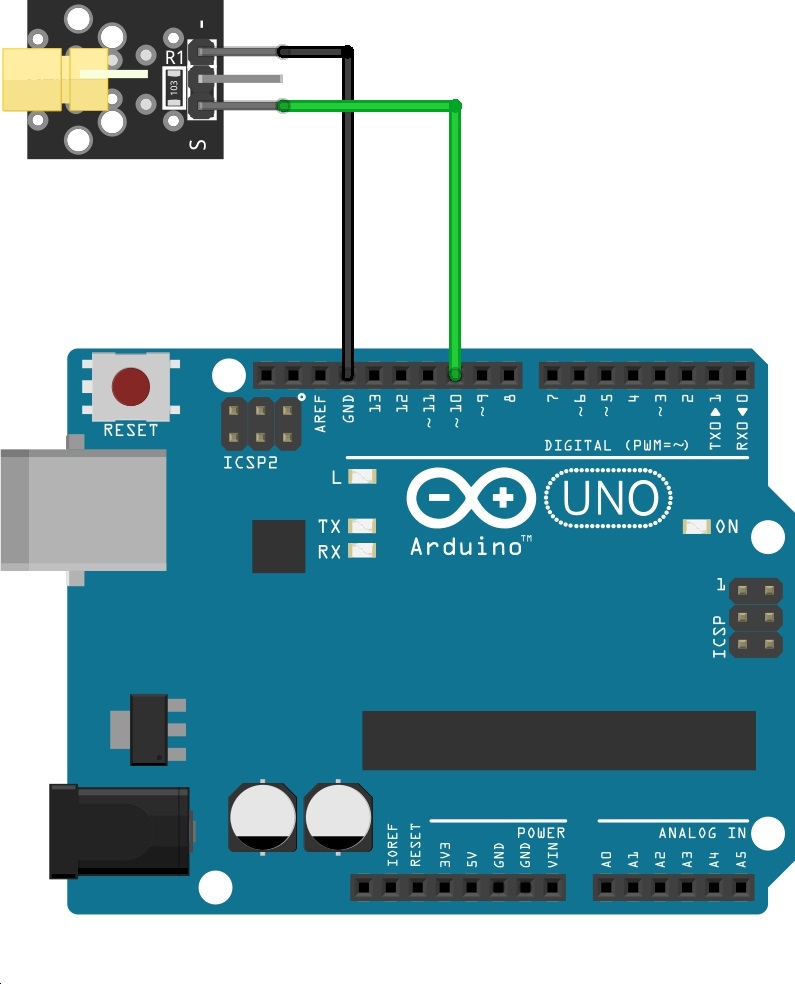 -
R1
103
S
RESET
ICSP2
AREF
GND
13
12
~11
~10
~9
8
7
~6
~5
4
~3
2
TX0▶1
RX0◀0
DIGITAL (PWM=~)
L
TX
RX
Arduino™
UNO
ON
1
ICSP
POWER
ANALOG IN
IOREF
RESET
3V3
5V
GND
GND
VIN
A0
A1
A2
A3
A4
A5